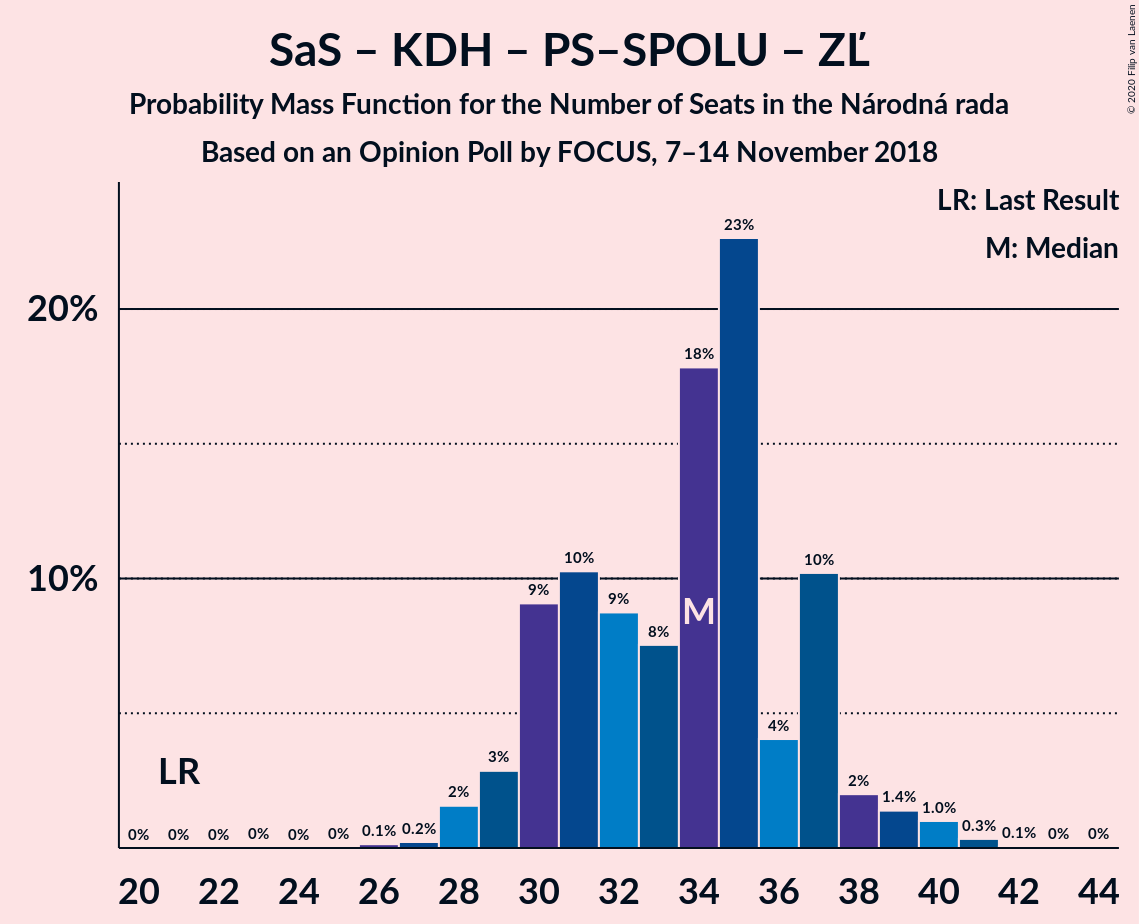 SaS – KDH – PS–SPOLU – ZĽ
Probability Mass Function for the Number of Seats in the Národná rada
Based on an Opinion Poll by FOCUS, 7–14 November 2018
© 2020 Filip van Laenen
LR: Last Result
M: Median
20%
10%
23%
18%
10%
10%
9%
9%
8%
4%
3%
2%
2%
1.4%
1.0%
0% 0% 0% 0% 0% 0% 0.1% 0.2% 0.3% 0.1% 0% 0%
M
LR
20 22 24 26 28 30 32 34 36 38 40 42 44